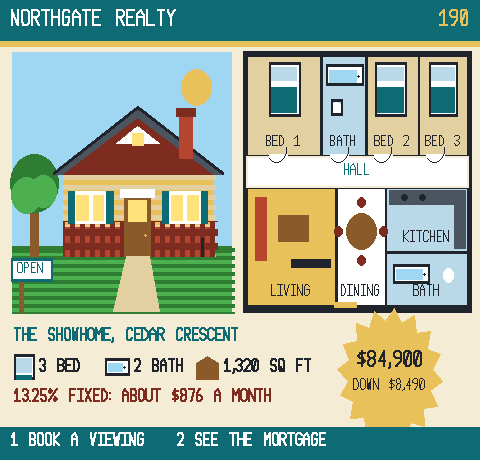 NORTHGATE REALTY 190
BED 1 BATH BED 2 BED 3
HALL
OPEN
KITCHEN
LIVING DINING BATH
THE SHOWHOME, CEDAR CRESCENT
3 BED 2 BATH 1,320 SQ FT
13.25% FIXED: ABOUT $876 A MONTH
$84,900
DOWN $8,490
1 BOOK A VIEWING 2 SEE THE MORTGAGE